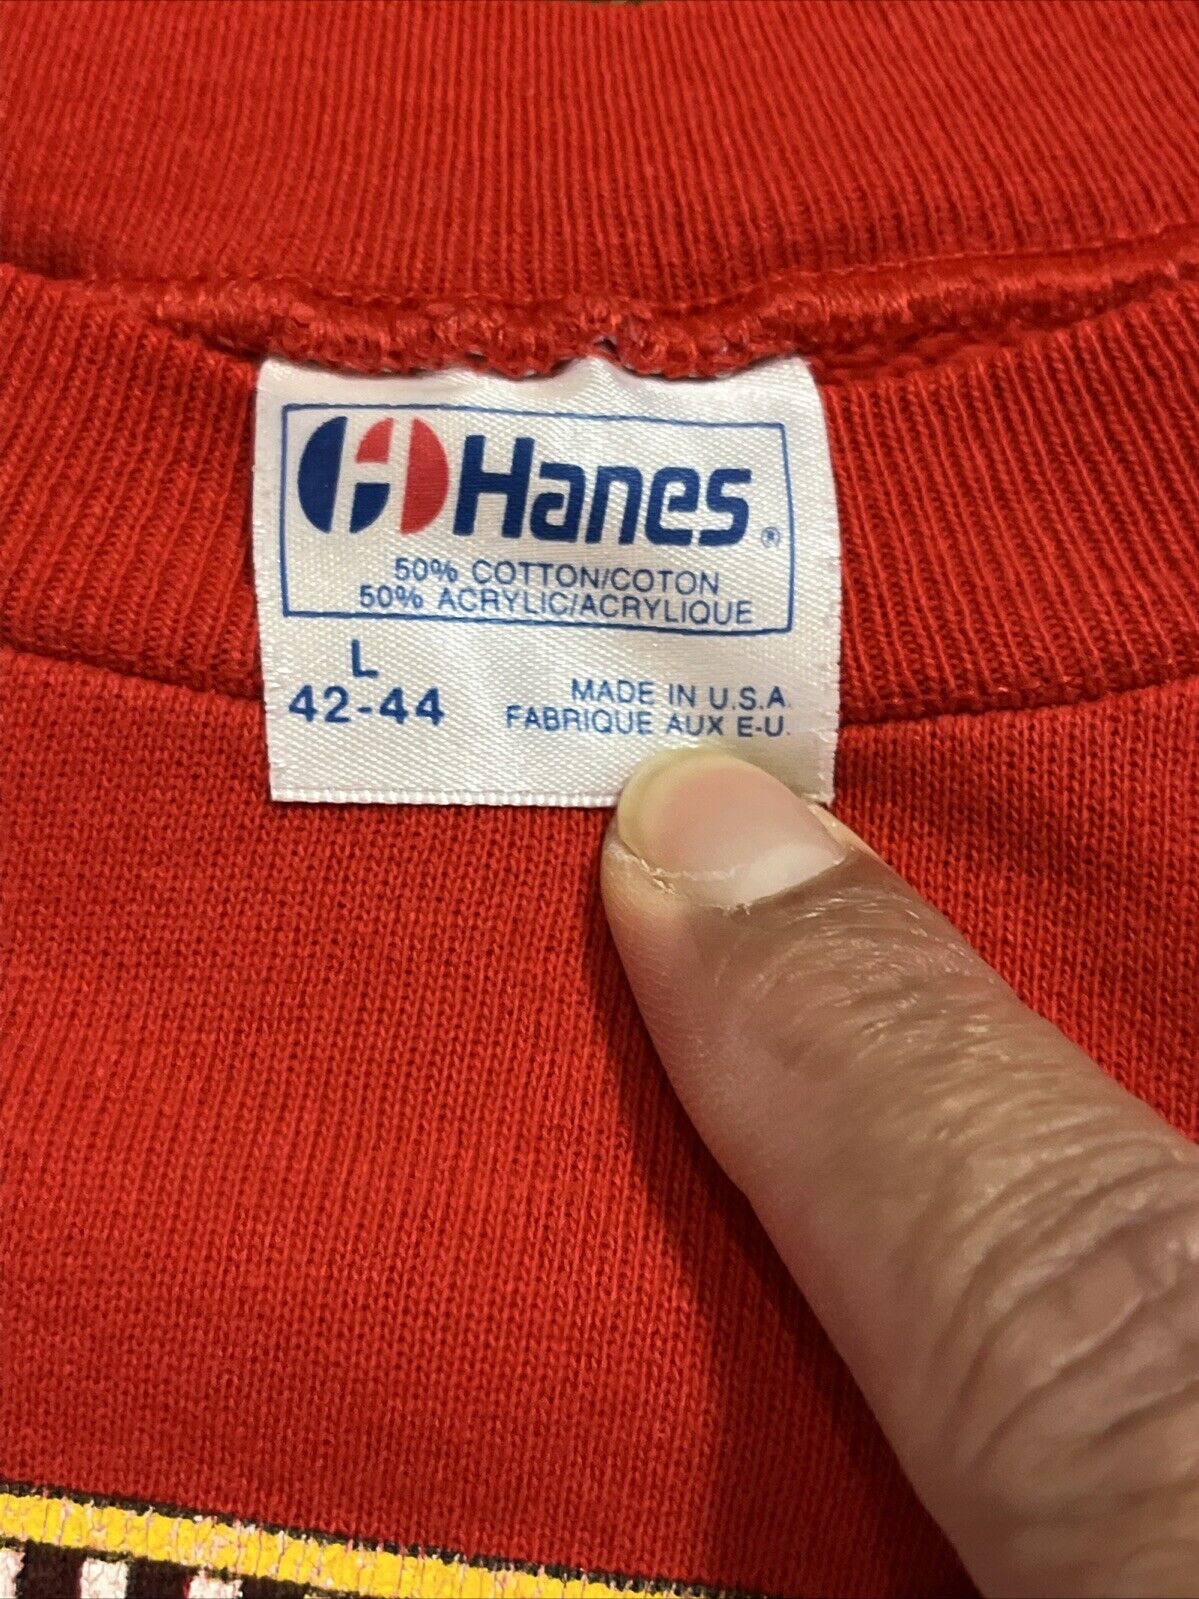 Hanes®
50% COTTON/COTON
50% ACRYLIC/ACRYLIQUE
L
42-44
MADE IN U.S.A.
FABRIQUE AUX E-U.